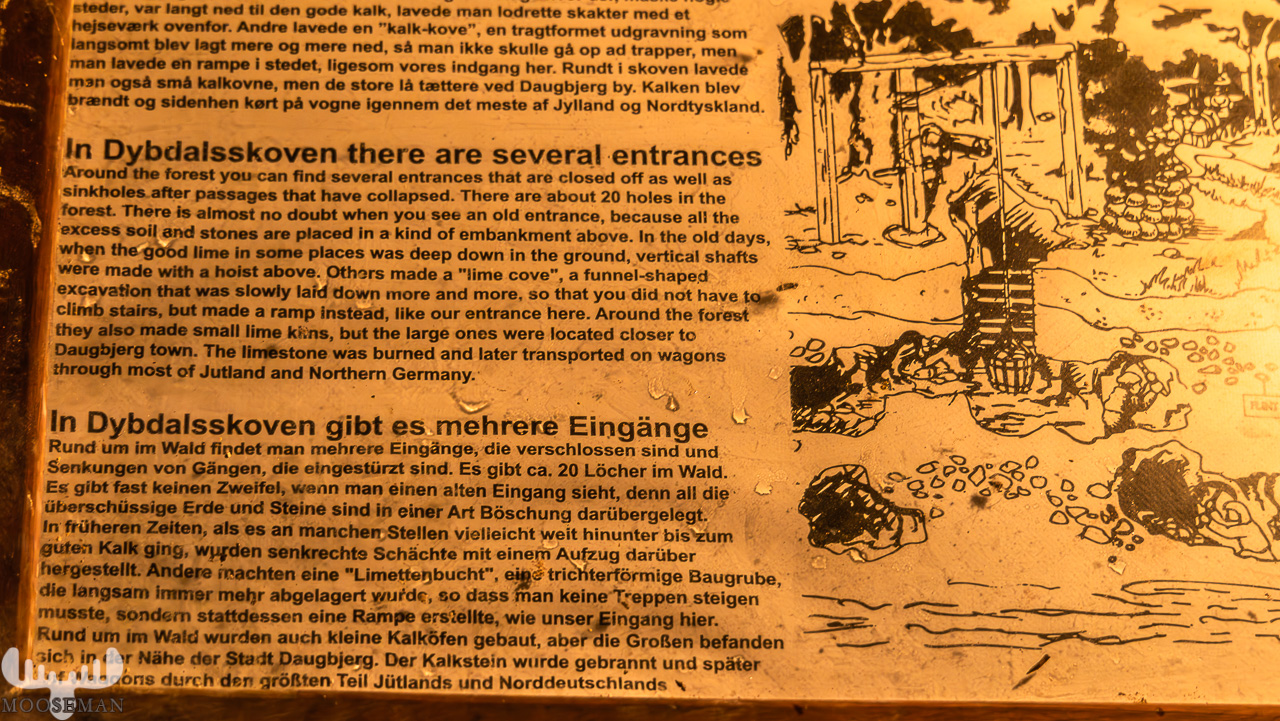 steder, var langt ned til den gode kalk, lavede man lodrette skakter med et
hejseværk ovenfor. Andre lavede en "kalk-kove", en tragtformet udgravning som
langsomt blev lagt mere og mere ned, så man ikke skulle gå op ad trapper, men
man lavede en rampe i stedet, ligesom vores indgang her. Rundt i skoven lavede
man også små kalkovne, men de store lå tættere ved Daugbjerg by. Kalken blev
brændt og sidenhen kørt på vogne igennem det meste af Jylland og Nordtyskland.
In Dybdalsskoven there are several entrances
Around the forest you can find several entrances that are closed off as well as
sinkholes after passages that have collapsed. There are about 20 holes in the
forest. There is almost no doubt when you see an old entrance, because all the
excess soil and stones are placed in a kind of embankment above. In the old days,
when the good lime in some places was deep down in the ground, vertical shafts
were made with a hoist above. Others made a "lime cove", a funnel-shaped
excavation that was slowly laid down more and more, so that you did not have to
climb stairs, but made a ramp instead, like our entrance here. Around the forest
they also made small lime kilns, but the large ones were located closer to
Daugbjerg town. The limestone was burned and later transported on wagons
through most of Jutland and Northern Germany.
In Dybdalsskoven gibt es mehrere Eingänge
Rund um im Wald findet man mehrere Eingänge, die verschlossen sind und
Senkungen von Gängen, die eingestürzt sind. Es gibt ca. 20 Löcher im Wald.
Es gibt fast keinen Zweifel, wenn man einen alten Eingang sieht, denn all die
überschüssige Erde und Steine sind in einer Art Böschung darübergelegt.
In früheren Zeiten, als es an manchen Stellen vielleicht weit hinunter bis zum
guten Kalk ging, wurden senkrechte Schächte mit einem Aufzug darüber
hergestellt. Andere machten eine "Limettenbucht", eine trichterförmige Baugrube,
die langsam immer mehr abgelagert wurde, so dass man keine Treppen steigen
musste, sondern stattdessen eine Rampe erstellte, wie unser Eingang hier.
Rund um im Wald wurden auch kleine Kalköfen gebaut, aber die Großen befanden
sich in der Nähe der Stadt Daugbjerg. Der Kalkstein wurde gebrannt und später
durch den größten Teil Jütlands und Norddeutschlands
MOOSEMAN